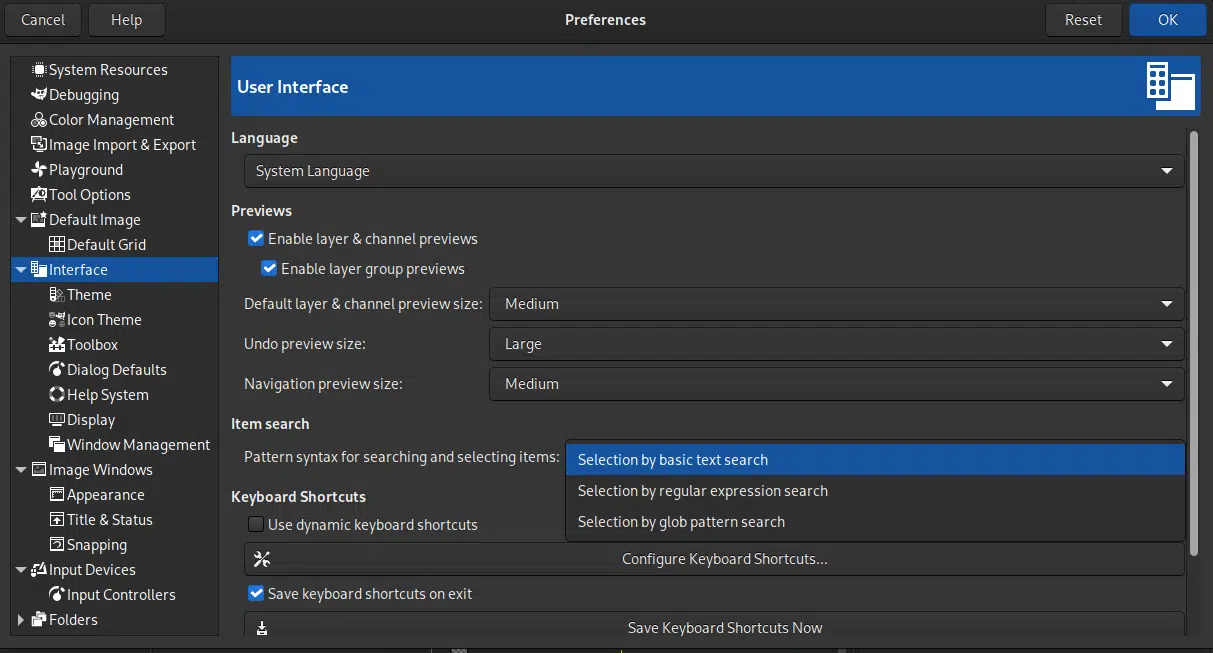 Cancel
Help
Preferences
Reset
OK
System Resources
Debugging
Color Management
Image Import & Export
Playground
Tool Options
Default Image
Default Grid
Interface
Theme
Icon Theme
Toolbox
Dialog Defaults
Help System
Display
Window Management
Image Windows
Appearance
Title & Status
Snapping
Input Devices
Input Controllers
Folders
User Interface
Language
System Language
Previews
Enable layer & channel previews
Enable layer group previews
Default layer & channel preview size: Medium
Undo preview size: Large
Navigation preview size: Medium
Item search
Pattern syntax for searching and selecting items:
Selection by basic text search
Selection by regular expression search
Selection by glob pattern search
Keyboard Shortcuts
Use dynamic keyboard shortcuts
Configure Keyboard Shortcuts...
Save keyboard shortcuts on exit
Save Keyboard Shortcuts Now